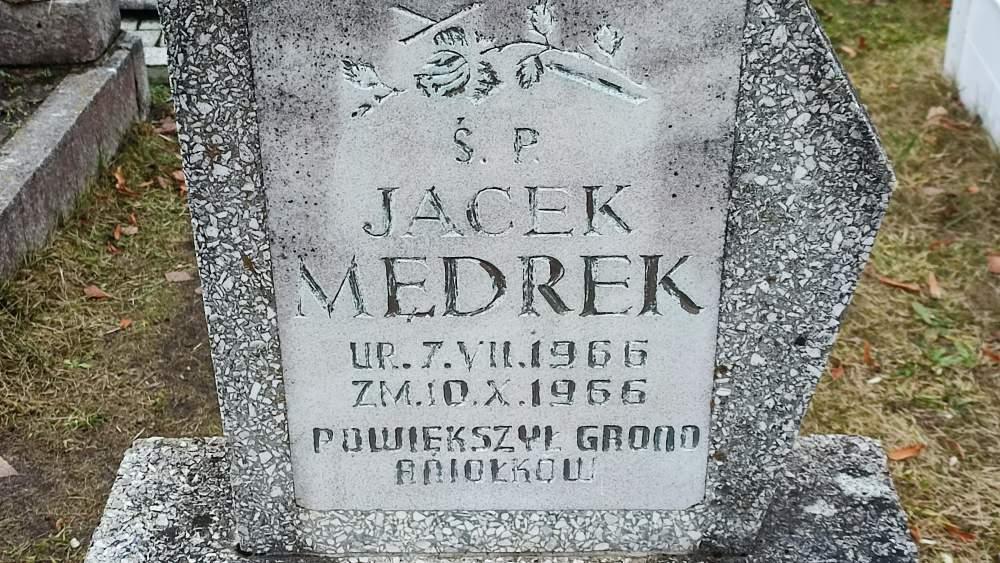 Ś. P.
JACEK
MĘDREK
UR. 7. VII. 1966
ZM. 10. X. 1966
POWIĘKSZYŁ GRONO
ANIOŁKÓW